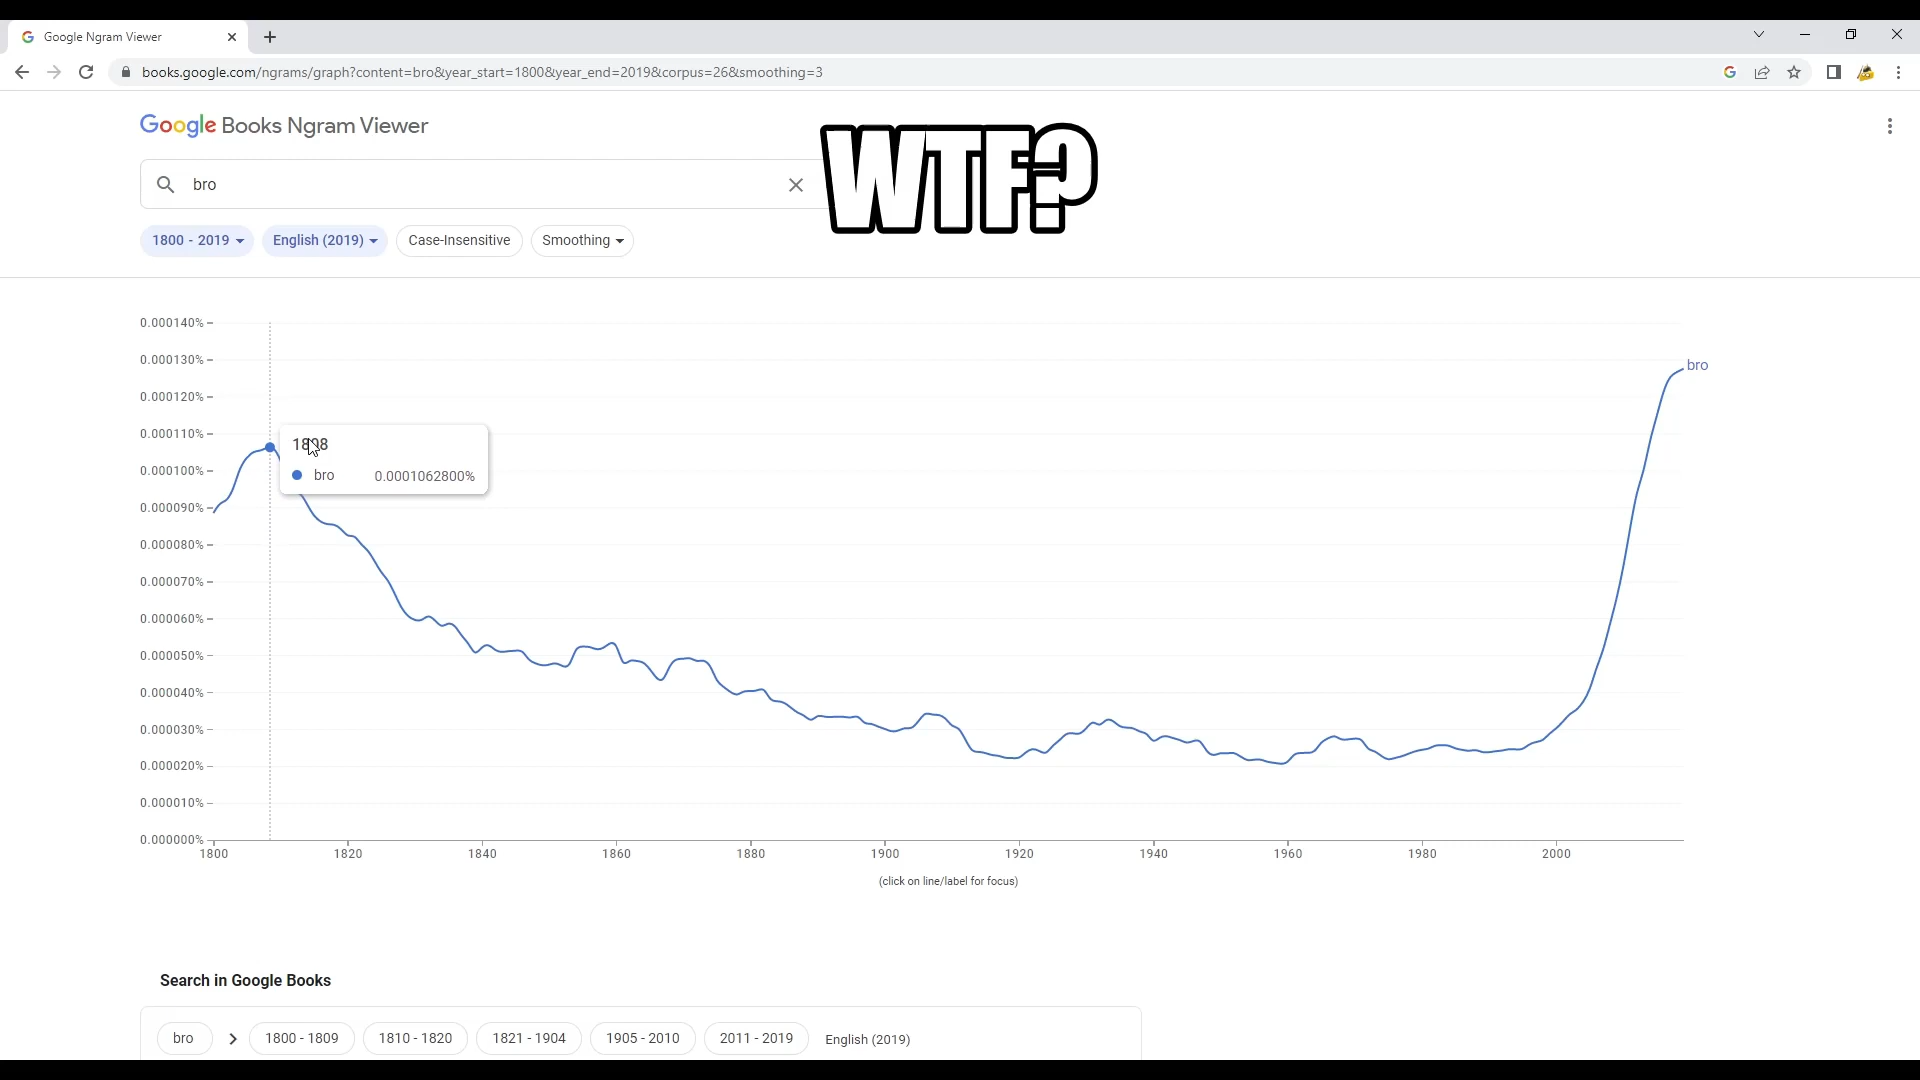 Google Ngram Viewer
books.google.com/ngrams/graph?content=bro&year_start=1800&year_end=2019&corpus=26&smoothing=3
Google Books Ngram Viewer
WTF?
bro
1800 - 2019
English (2019)
Case-Insensitive
Smoothing
0.000140%
0.000130%
0.000120%
0.000110%
0.000100%
0.000090%
0.000080%
0.000070%
0.000060%
0.000050%
0.000040%
0.000030%
0.000020%
0.000010%
0.000000%
bro
1808
bro 0.0001062800%
1800 1820 1840 1860 1880 1900 1920 1940 1960 1980 2000
(click on line/label for focus)
Search in Google Books
bro 1800 - 1809 1810 - 1820 1821 - 1904 1905 - 2010 2011 - 2019 English (2019)